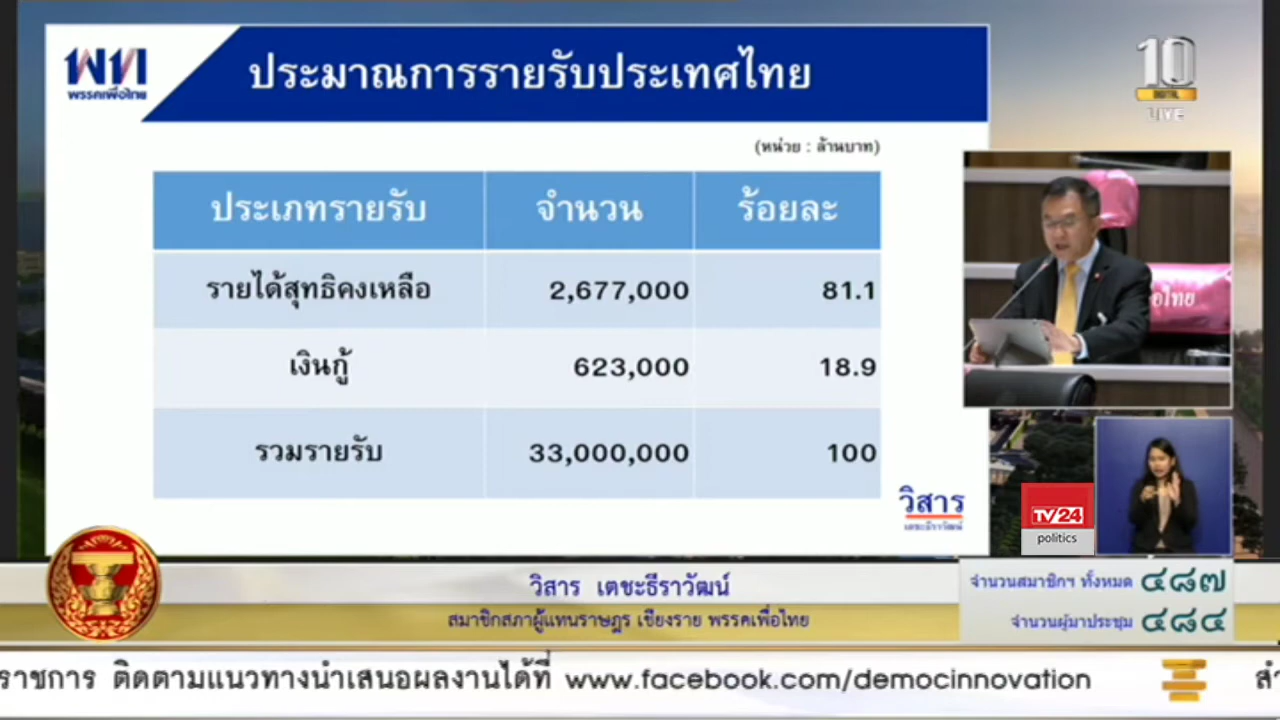 พท
พรรคเพื่อไทย
ประมาณการรายรับประเทศไทย
10
DIGITAL
LIVE
(หน่วย : ล้านบาท)
ประเภทรายรับ จำนวน ร้อยละ
รายได้สุทธิคงเหลือ 2,677,000 81.1
เงินกู้ 623,000 18.9
รวมรายรับ 33,000,000 100
วิสาร
เตชะธีราวัฒน์
TV24
politics
วิสาร เตชะธีราวัฒน์
สมาชิกสภาผู้แทนราษฎร เชียงราย พรรคเพื่อไทย
จำนวนสมาชิกฯ ทั้งหมด ๔๘๗
จำนวนผู้มาประชุม ๔๘๔
ราชการ ติดตามแนวทางนำเสนอผลงานได้ที่ www.facebook.com/democinnovation